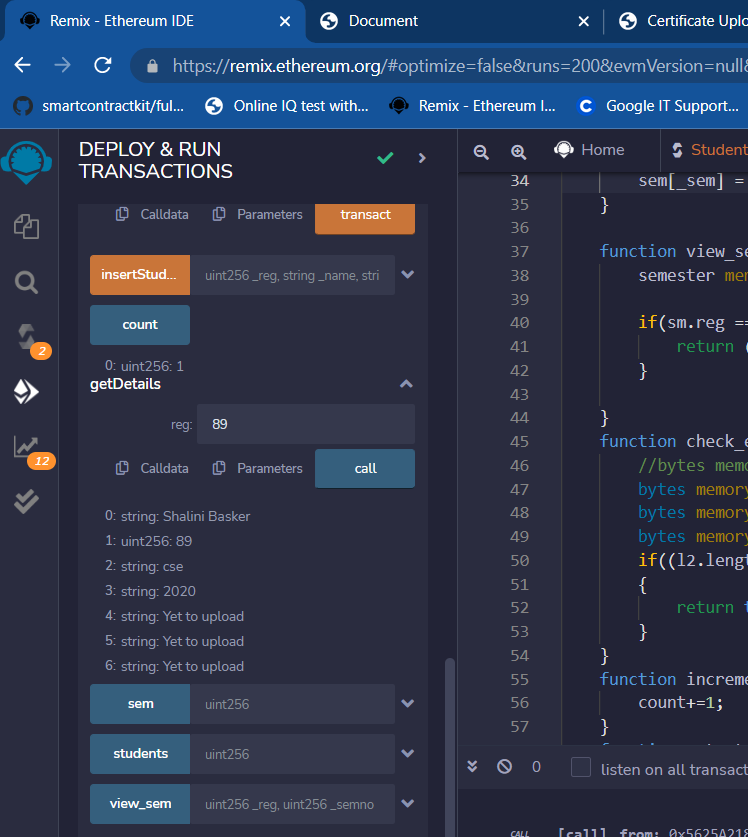 Remix - Ethereum IDE
Document
Certificate Uplo
https://remix.ethereum.org/#optimize=false&runs=200&evmVersion=null&
smartcontractkit/ful...
Online IQ test with...
Remix - Ethereum I...
Google IT Support...
DEPLOY & RUN
TRANSACTIONS
Calldata
Parameters
transact
insertStud...
uint256 _reg, string _name, stri
count
0: uint256: 1
getDetails
reg:
89
Calldata
Parameters
call
0: string: Shalini Basker
1: uint256: 89
2: string: cse
3: string: 2020
4: string: Yet to upload
5: string: Yet to upload
6: string: Yet to upload
sem
uint256
students
uint256
view_sem
uint256 _reg, uint256 _semno
2
12
Home
Student
34 sem[_sem] =
35 }
36
37 function view_se
38 semester mem
39
40 if(sm.reg ==
41 return (
42 }
43
44 }
45 function check_e
46 //bytes memo
47 bytes memory
48 bytes memory
49 bytes memory
50 if((l2.lengt
51 {
52 return t
53 }
54 }
55 function increme
56 count+=1;
57 }
0
listen on all transact
CALL
[call] from: 0x5625A218